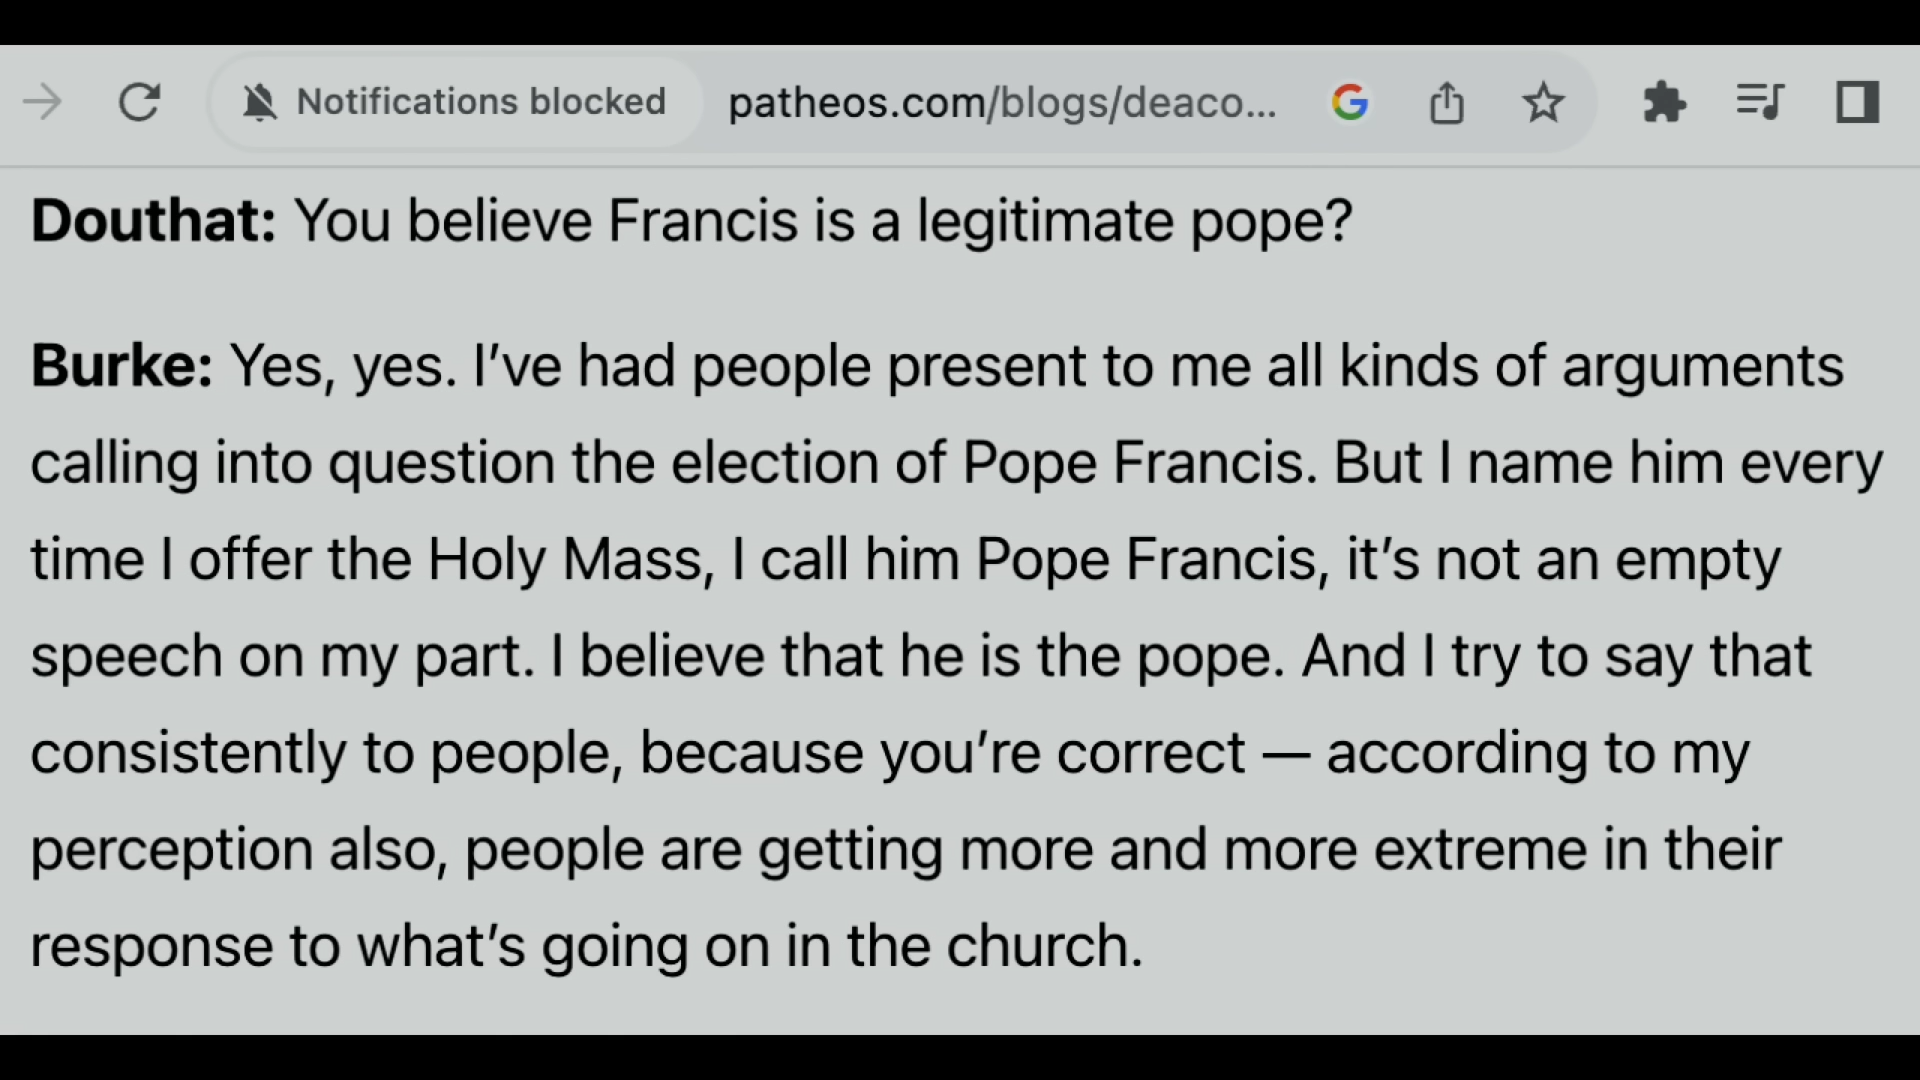 Notifications blocked patheos.com/blogs/deaco...
Douthat: You believe Francis is a legitimate pope?
Burke: Yes, yes. I’ve had people present to me all kinds of arguments
calling into question the election of Pope Francis. But I name him every
time I offer the Holy Mass, I call him Pope Francis, it’s not an empty
speech on my part. I believe that he is the pope. And I try to say that
consistently to people, because you’re correct — according to my
perception also, people are getting more and more extreme in their
response to what’s going on in the church.